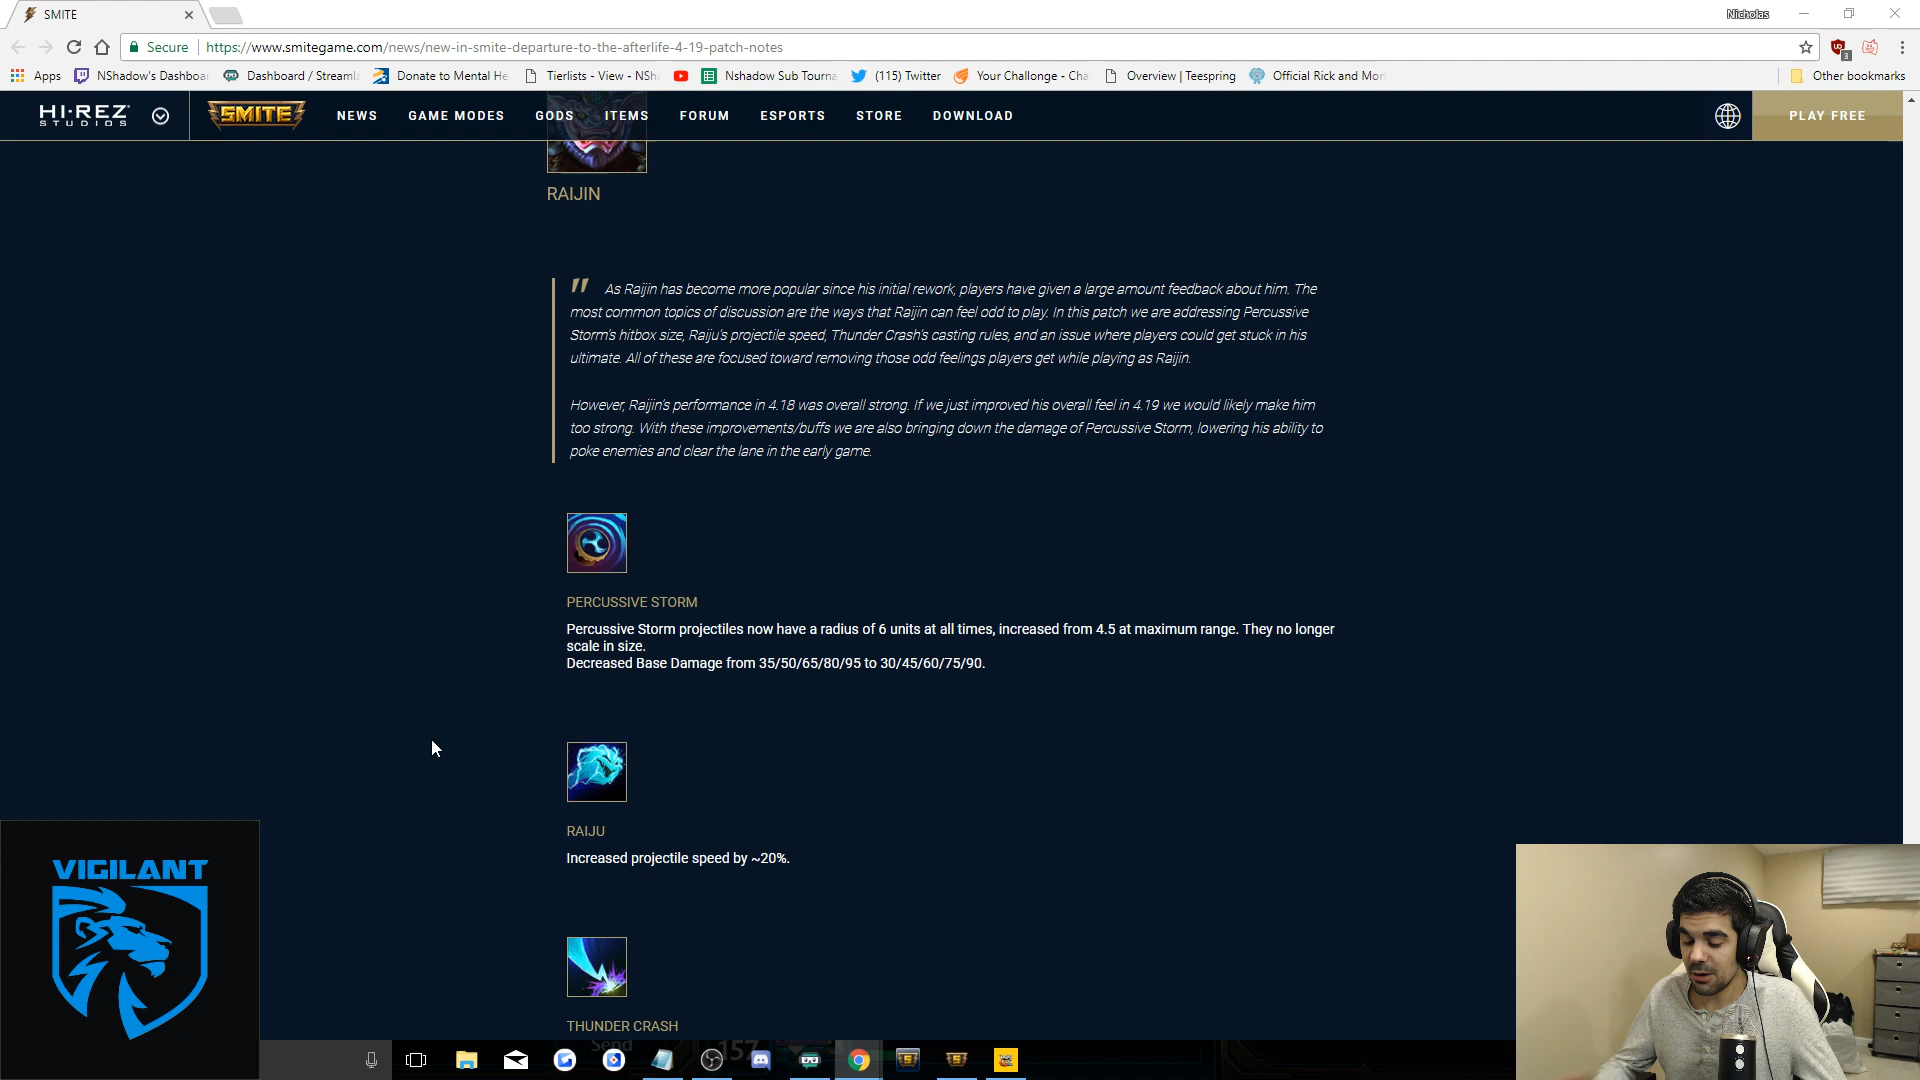 SMITE
Nicholas
Secure
https://www.smitegame.com/news/new-in-smite-departure-to-the-afterlife-4-19-patch-notes
3
Apps
NShadow's Dashboar
Dashboard / Streaml
Donate to Mental He
Tierlists - View - NSh
Nshadow Sub Tourna
(115) Twitter
Your Challonge - Cha
Overview | Teespring
Official Rick and Mor
Other bookmarks
HI-REZ
STUDIOS
SMITE
NEWS
GAME MODES
GODS
ITEMS
FORUM
ESPORTS
STORE
DOWNLOAD
PLAY FREE
RAIJIN
" As Raijin has become more popular since his initial rework, players have given a large amount feedback about him. The
most common topics of discussion are the ways that Raijin can feel odd to play. In this patch we are addressing Percussive
Storm's hitbox size, Raiju's projectile speed, Thunder Crash's casting rules, and an issue where players could get stuck in his
ultimate. All of these are focused toward removing those odd feelings players get while playing as Raijin.
However, Raijin's performance in 4.18 was overall strong. If we just improved his overall feel in 4.19 we would likely make him
too strong. With these improvements/buffs we are also bringing down the damage of Percussive Storm, lowering his ability to
poke enemies and clear the lane in the early game.
PERCUSSIVE STORM
Percussive Storm projectiles now have a radius of 6 units at all times, increased from 4.5 at maximum range. They no longer
scale in size.
Decreased Base Damage from 35/50/65/80/95 to 30/45/60/75/90.
RAIJU
Increased projectile speed by ~20%.
THUNDER CRASH
VIGILANT
Send
157